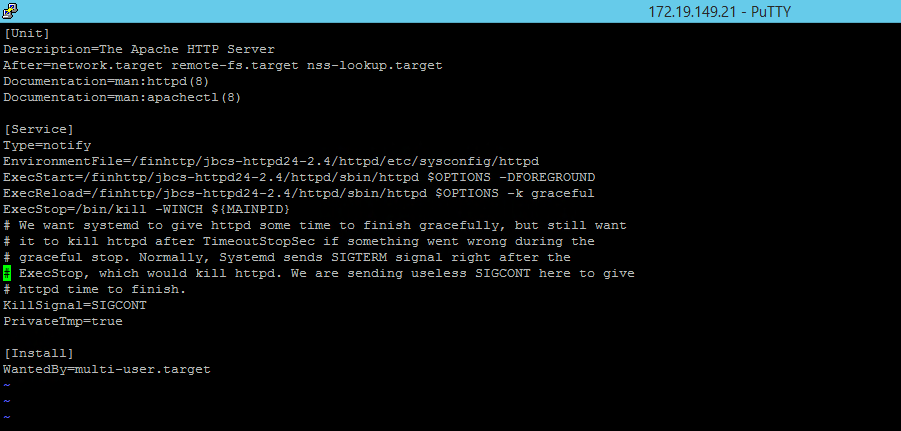 172.19.149.21 - PuTTY
[Unit]
Description=The Apache HTTP Server
After=network.target remote-fs.target nss-lookup.target
Documentation=man:httpd(8)
Documentation=man:apachectl(8)
[Service]
Type=notify
EnvironmentFile=/finhttp/jbcs-httpd24-2.4/httpd/etc/sysconfig/httpd
ExecStart=/finhttp/jbcs-httpd24-2.4/httpd/sbin/httpd $OPTIONS -DFOREGROUND
ExecReload=/finhttp/jbcs-httpd24-2.4/httpd/sbin/httpd $OPTIONS -k graceful
ExecStop=/bin/kill -WINCH ${MAINPID}
# We want systemd to give httpd some time to finish gracefully, but still want
# it to kill httpd after TimeoutStopSec if something went wrong during the
# graceful stop. Normally, Systemd sends SIGTERM signal right after the
# ExecStop, which would kill httpd. We are sending useless SIGCONT here to give
# httpd time to finish.
KillSignal=SIGCONT
PrivateTmp=true
[Install]
WantedBy=multi-user.target
~
~
~